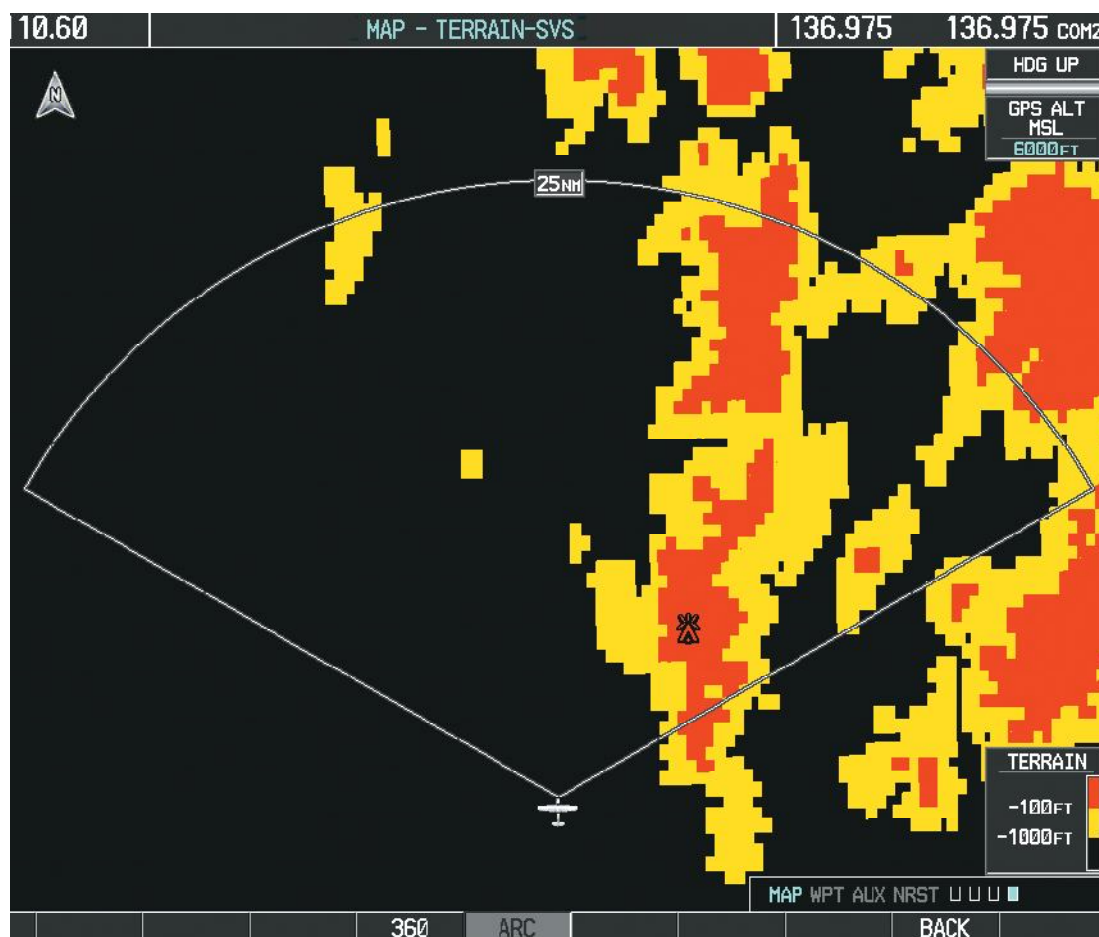 10.60 MAP - TERRAIN-SVS 136.975 136.975 COM2
HDG UP
N
GPS ALT
MSL
6000FT
25NM
TERRAIN
-100FT
-1000FT
MAP WPT AUX NRST
360 ARC BACK